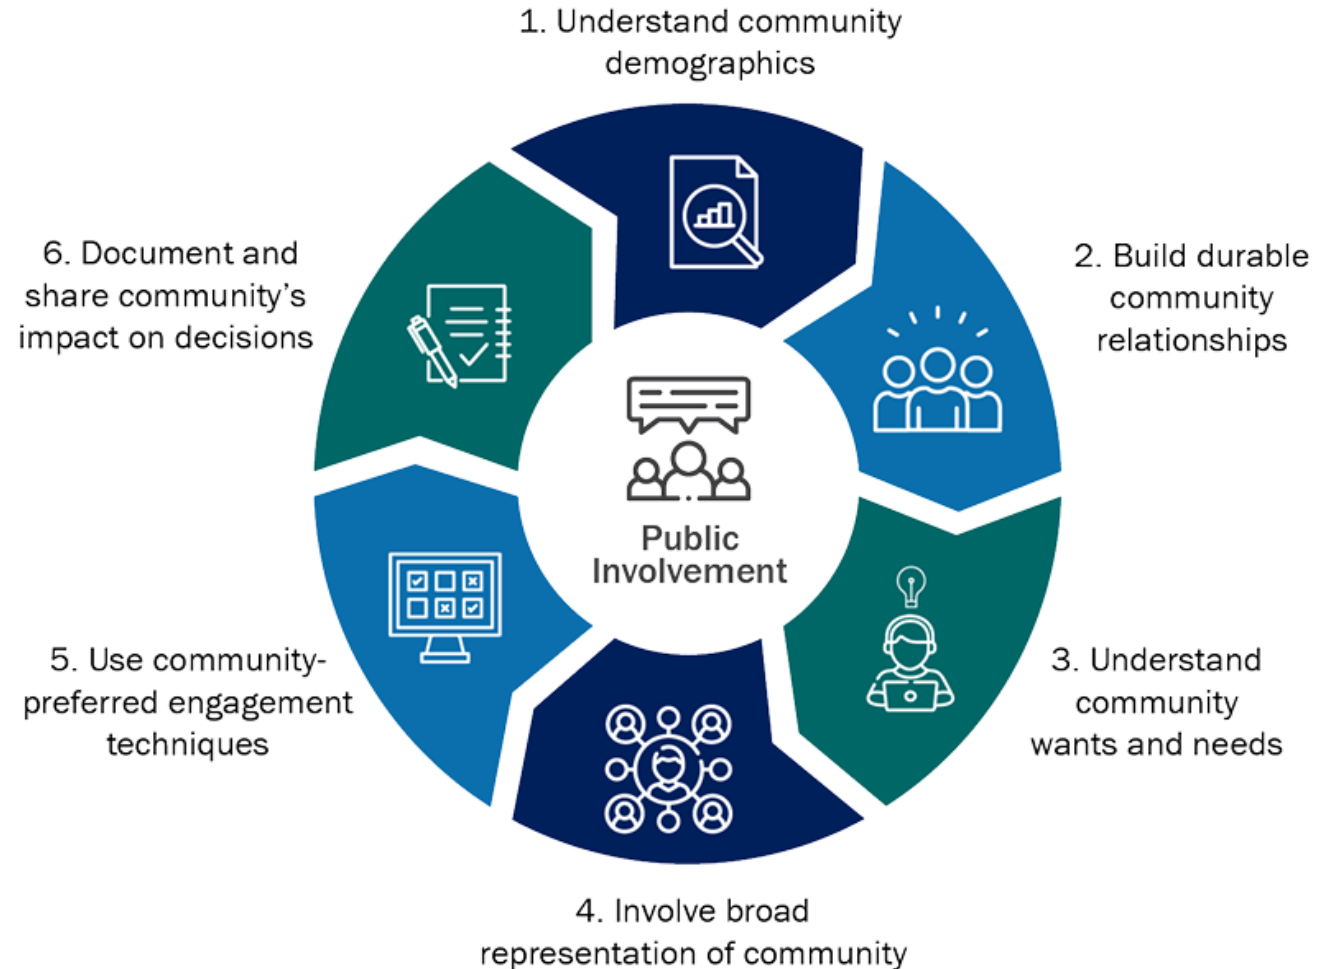 1. Understand community
demographics
2. Build durable
community
relationships
3. Understand
community
wants and needs
4. Involve broad
representation of community
5. Use community-
preferred engagement
techniques
6. Document and
share community’s
impact on decisions
Public
Involvement